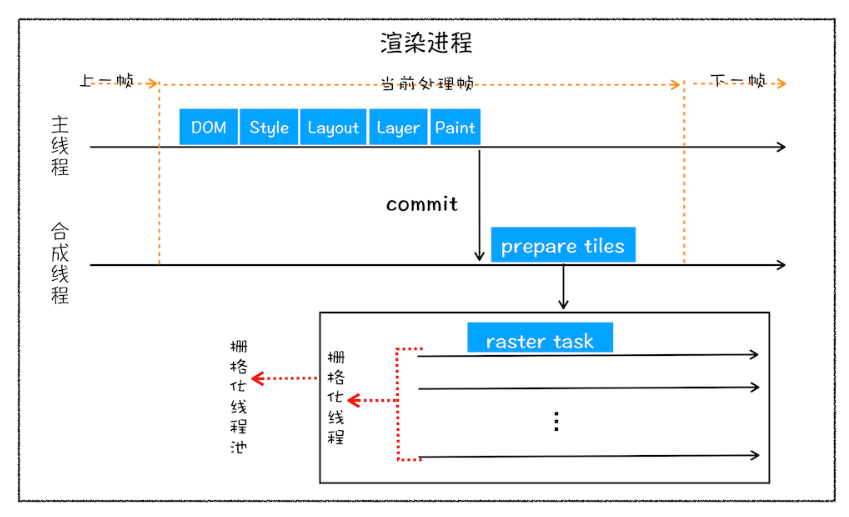 渲染进程
上一帧
当前处理帧
下一帧
主线程
DOM
Style
Layout
Layer
Paint
commit
合成线程
prepare tiles
raster task
栅格化线程池
栅格化线程
⋮